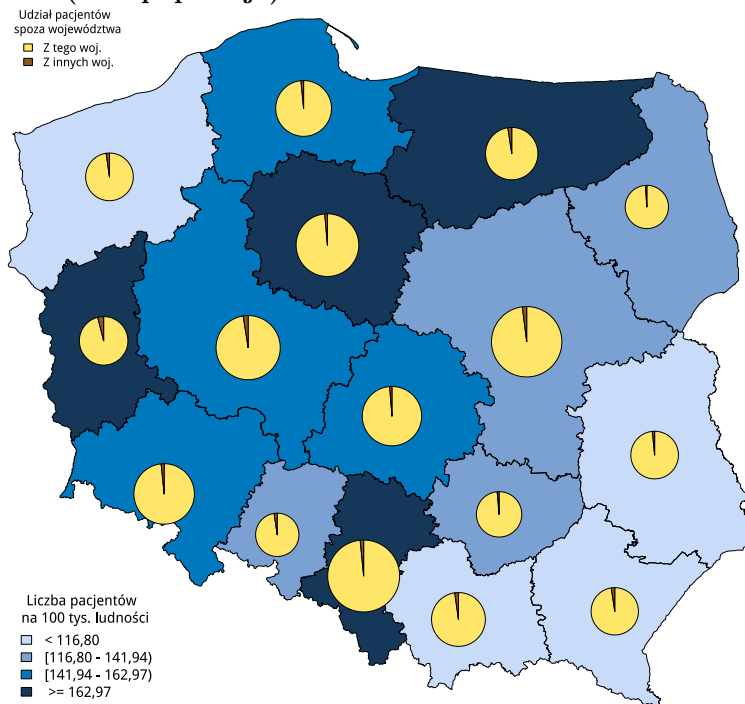 Udział pacjentów
spoza województwa
Z tego woj.
Z innych woj.
Liczba pacjentów
na 100 tys. ludności
< 116,80
[116,80 - 141,94)
[141,94 - 162,97)
>= 162,97